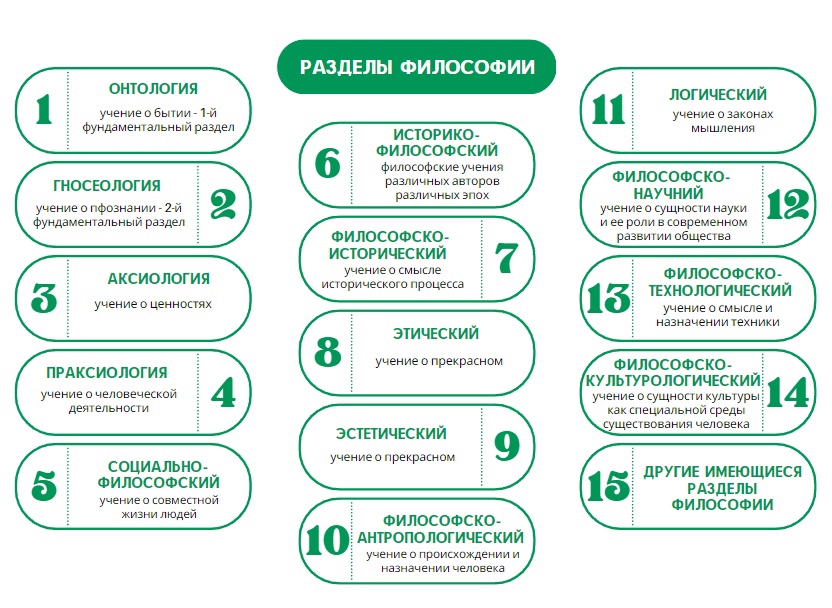 РАЗДЕЛЫ ФИЛОСОФИИ
1
ОНТОЛОГИЯ
учение о бытии - 1-й
фундаментальный раздел
ГНОСЕОЛОГИЯ
учение о пфознании - 2-й
фундаментальный раздел
2
3
АКСИОЛОГИЯ
учение о ценностях
ПРАКСИОЛОГИЯ
учение о человеческой
деятельности
4
5
СОЦИАЛЬНО-
ФИЛОСОФСКИЙ
учение о совместной
жизни людей
6
ИСТОРИКО-
ФИЛОСОФСКИЙ
философские учения
различных авторов
различных эпох
ФИЛОСОФСКО-
ИСТОРИЧЕСКИЙ
учение о смысле
исторического процесса
7
8
ЭТИЧЕСКИЙ
учение о прекрасном
ЭСТЕТИЧЕСКИЙ
учение о прекрасном
9
10
ФИЛОСОФСКО-
АНТРОПОЛОГИЧЕСКИЙ
учение о происхождении и
назначении человека
11
ЛОГИЧЕСКИЙ
учение о законах
мышления
ФИЛОСОФСКО-
НАУЧНИЙ
учение о сущности науки
и ее роли в современном
развитии общества
12
13
ФИЛОСОФСКО-
ТЕХНОЛОГИЧЕСКИЙ
учение о смысле и
назначении техники
ФИЛОСОФСКО-
КУЛЬТУРОЛОГИЧЕСКИЙ
учение о сущности культуры
как специальной среды
существования человека
14
15
ДРУГИЕ ИМЕЮЩИЕСЯ
РАЗДЕЛЫ
ФИЛОСОФИИ